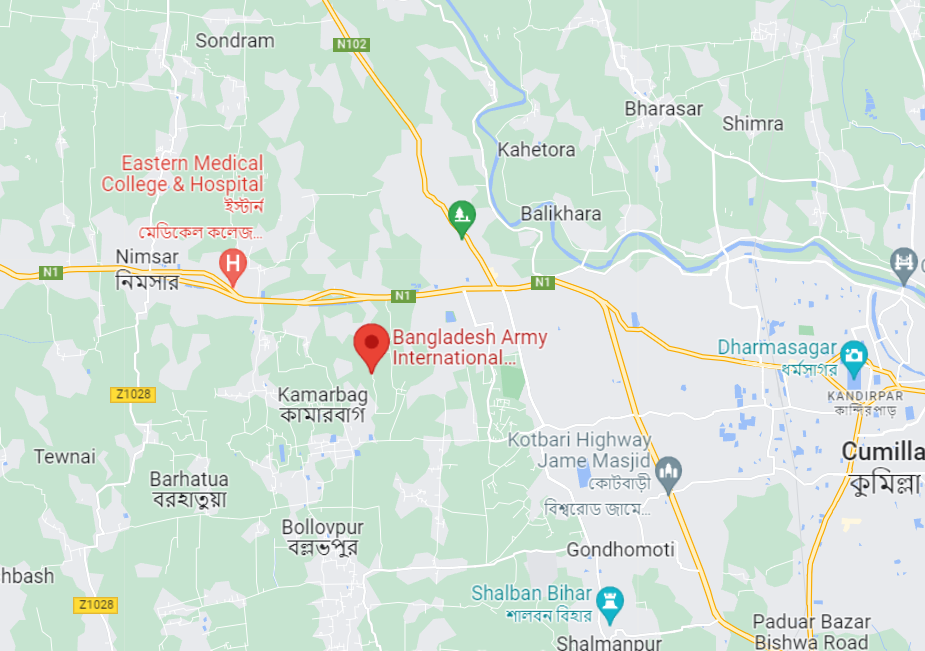 Sondram
N102
Bharasar
Shimra
Kahetora
Eastern Medical
College & Hospital
ইস্টার্ন
মেডিকেল কলেজ...
Balikhara
Nimsar
নিমসার
N1
N1
N1
Bangladesh Army
International...
Dharmasagar
ধর্মসাগর
Z1028
Kamarbag
কামারবাগ
KANDIRPAR
কান্দিরপাড়
Kotbari Highway
Jame Masjid
কোটবাড়ী
বিশ্বরোড জামে...
Cumilla
কুমিল্লা
Tewnai
Barhatua
বরহাতুয়া
Bollovpur
বল্লভপুর
Gondhomoti
hbash
Z1028
Shalban Bihar
শালবন বিহার
Shalmanpur
Paduar Bazar
Bishwa Road